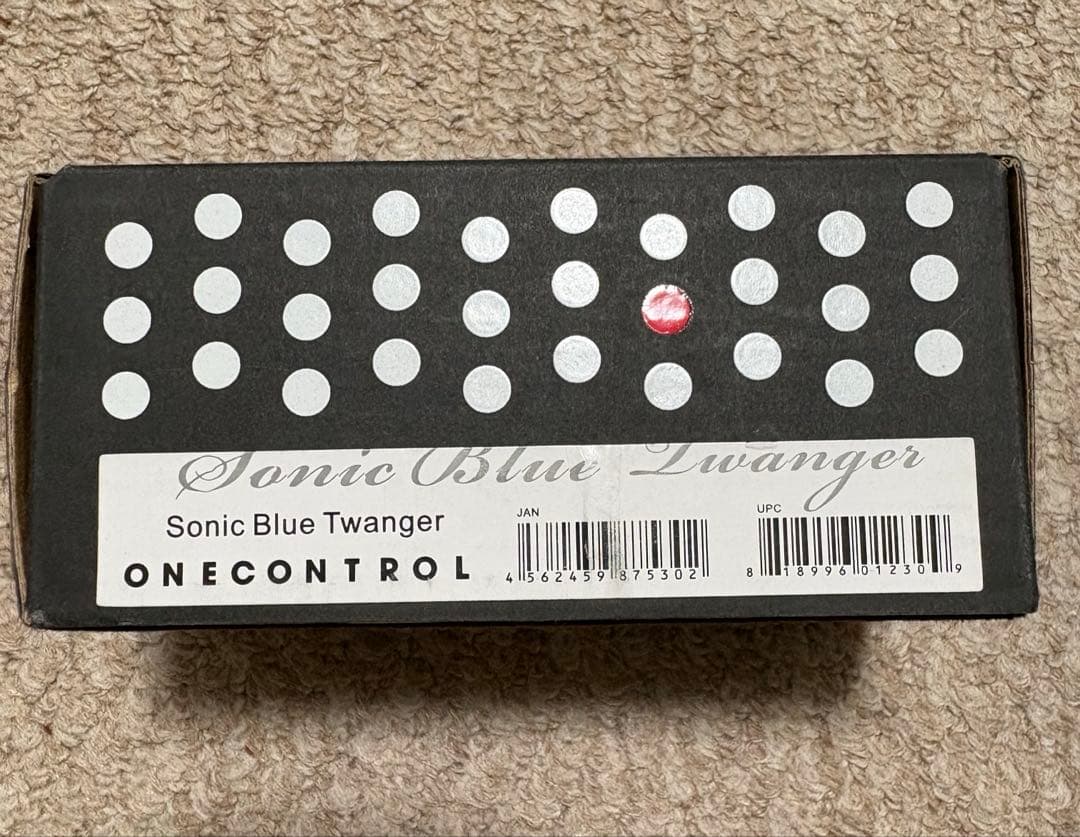 Sonic Blue Twanger
Sonic Blue Twanger
ONECONTROL
JAN
4 562459 875302
UPC
8 18996 01230 9